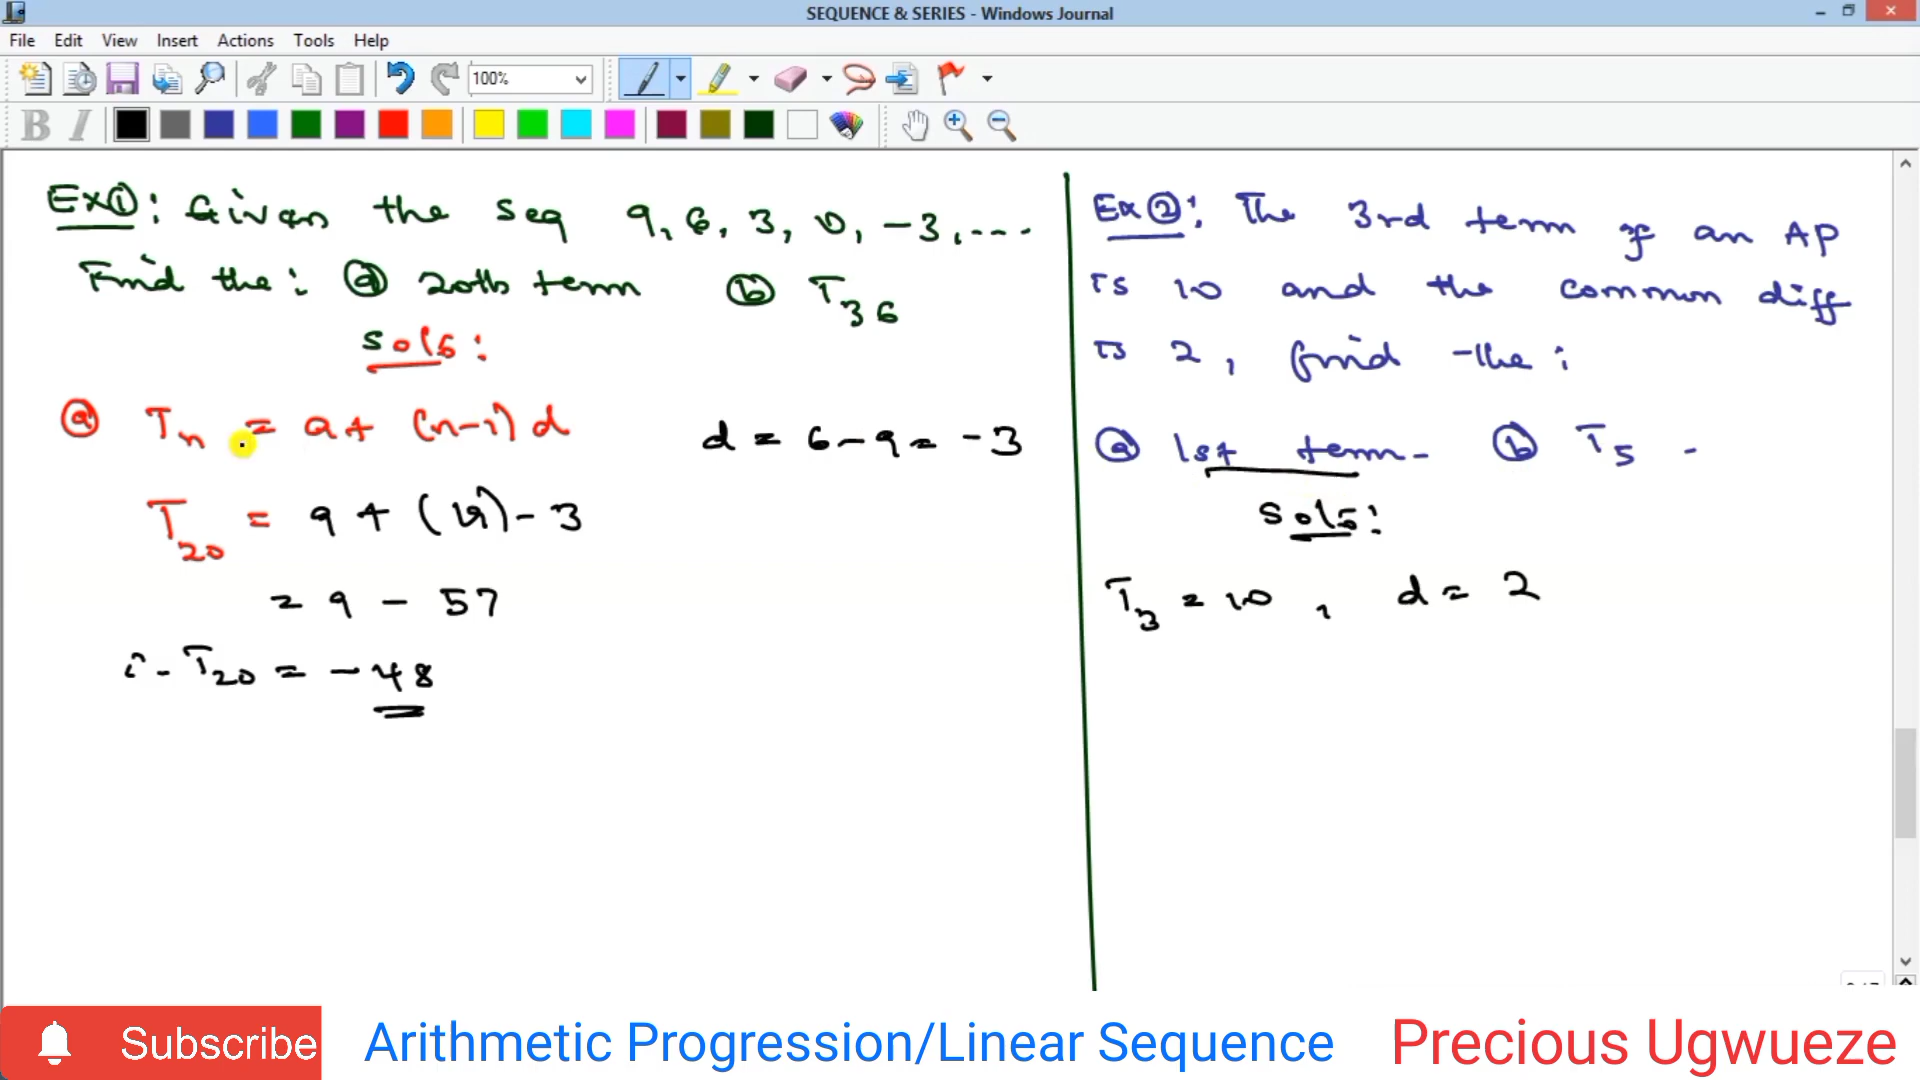 SEQUENCE & SERIES - Windows Journal
File Edit View Insert Actions Tools Help
100%
B I
Ex①: Given the seq 9, 6, 3, 0, -3, ....
Find the: ⓐ 20th term ⓑ T36
Soln:
ⓐ Tn = a + (n-1)d
d = 6 - 9 = -3
T20 = 9 + (19) - 3
= 9 - 57
∴ T20 = -48
Ex②: The 3rd term of an AP
is 10 and the common diff
is 2, find the:
ⓐ 1st term. ⓑ T5.
Soln:
T3 = 10, d = 2
Subscribe
Arithmetic Progression/Linear Sequence
Precious Ugwueze